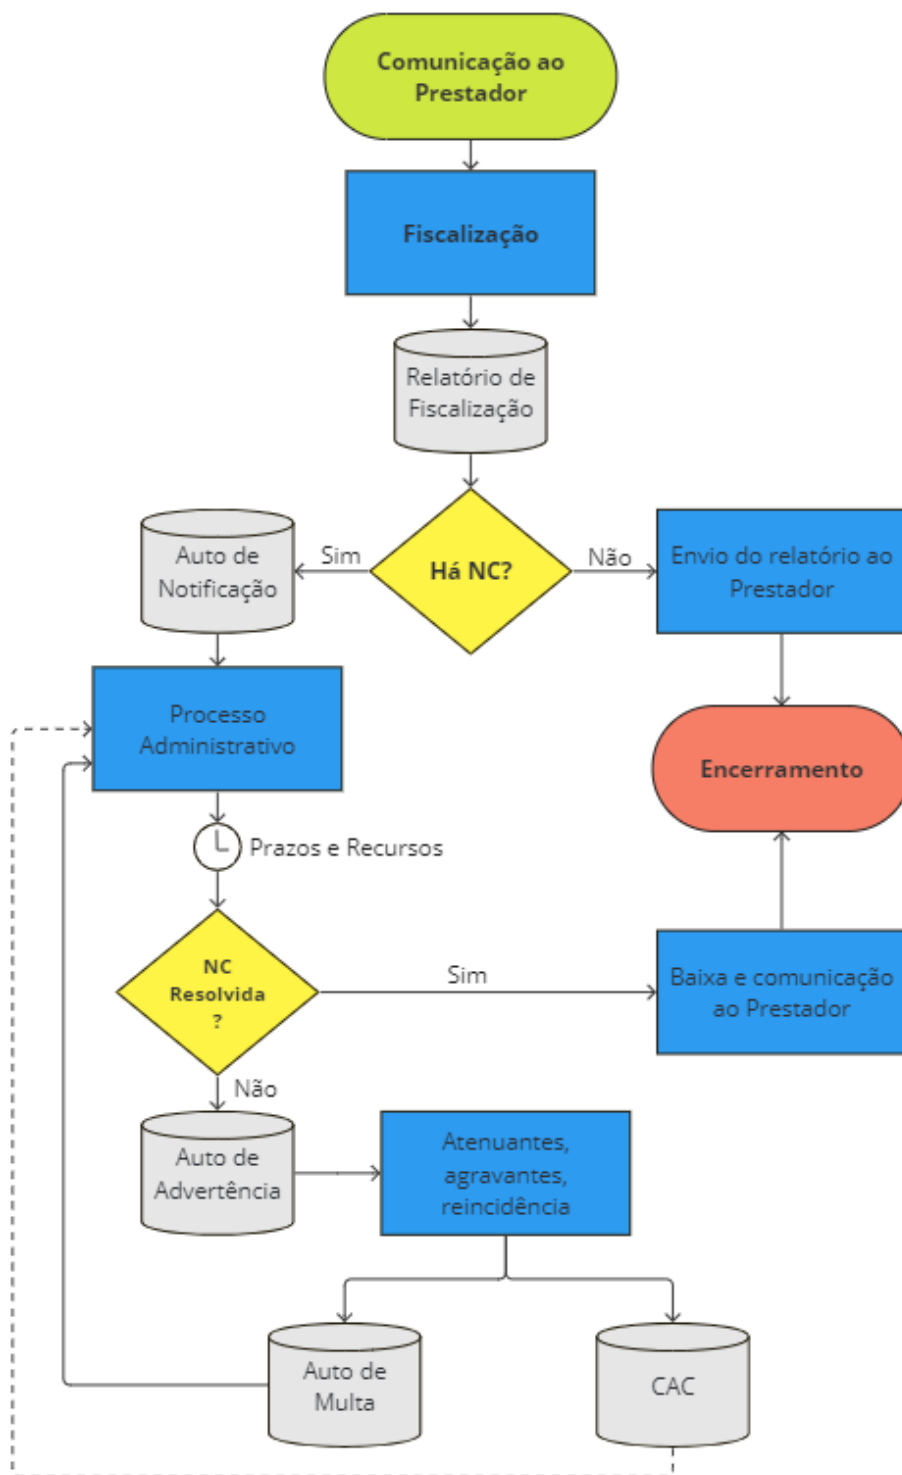 Comunicação ao
Prestador
Fiscalização
Relatório de
Fiscalização
Há NC?
Sim
Não
Auto de
Notificação
Envio do relatório ao
Prestador
Processo
Administrativo
Encerramento
Prazos e Recursos
NC
Resolvida
?
Sim
Baixa e comunicação
ao Prestador
Não
Auto de
Advertência
Atenuantes,
agravantes,
reincidência
Auto de
Multa
CAC